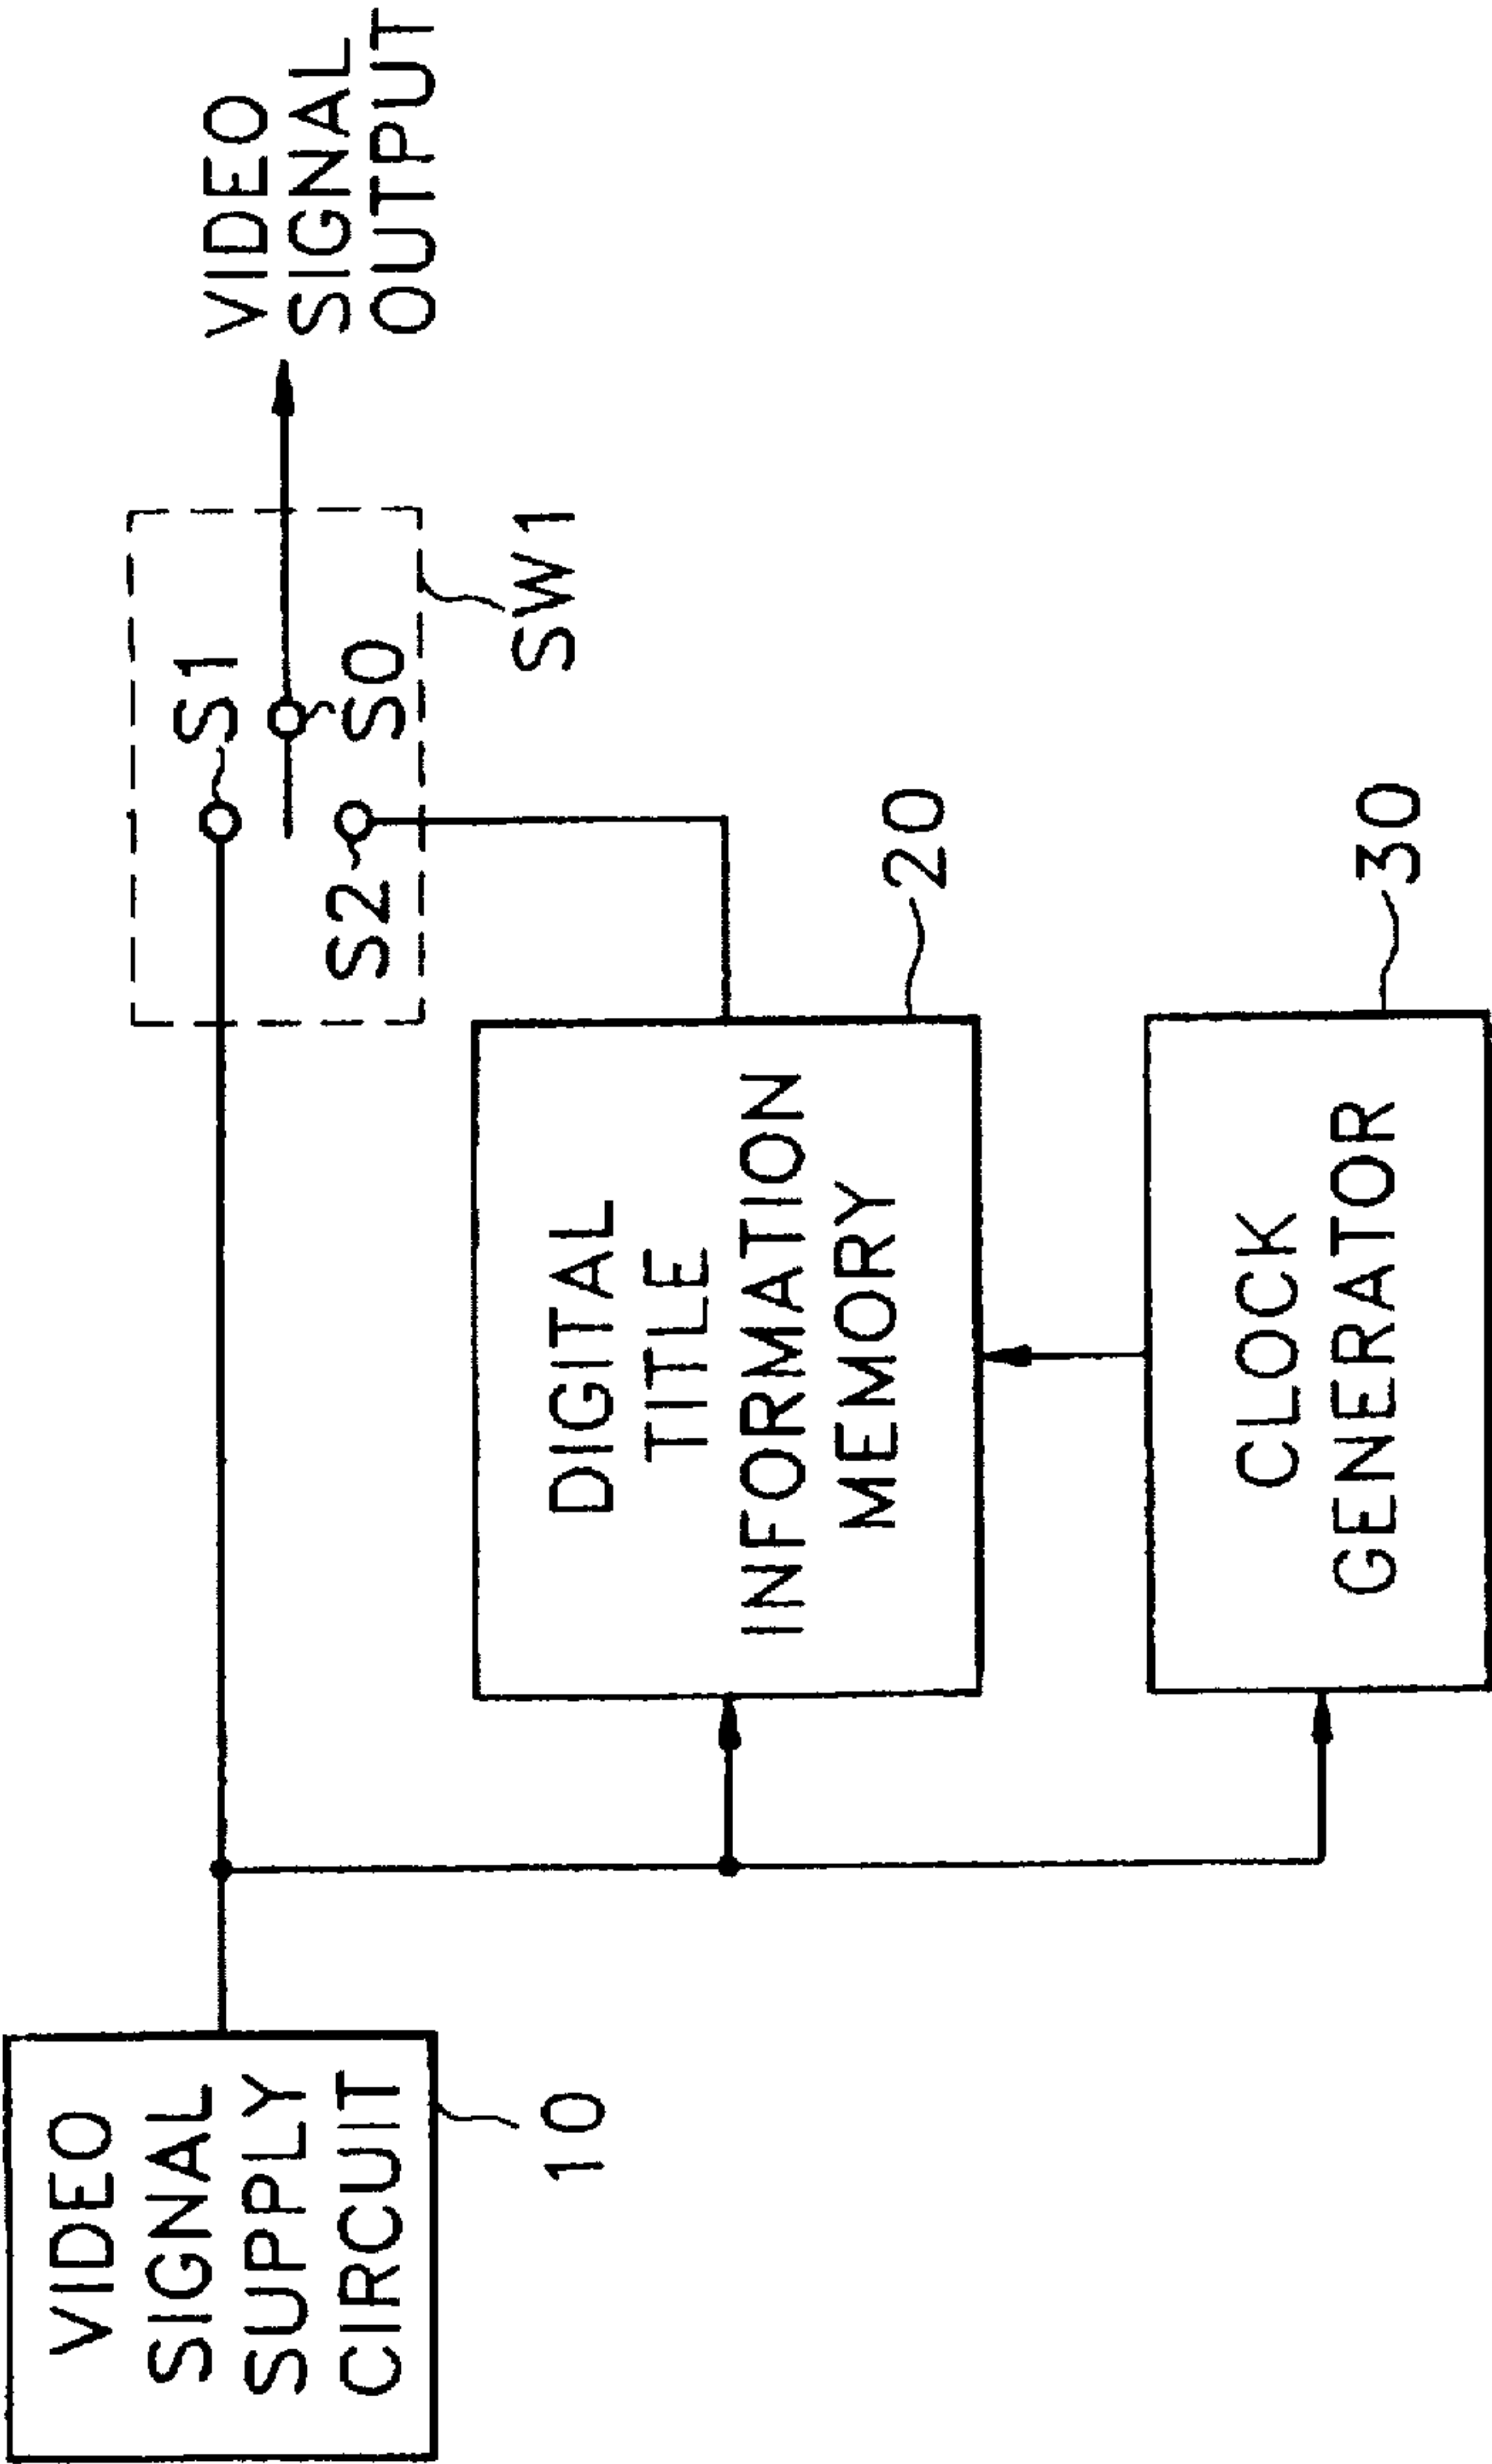 VIDEO
SIGNAL
SUPPLY
CIRCUIT
10
DIGITAL
TITLE
INFORMATION
MEMORY
20
CLOCK
GENERATOR
30
S1
S2
S0
SW1
VIDEO
SIGNAL
OUTPUT